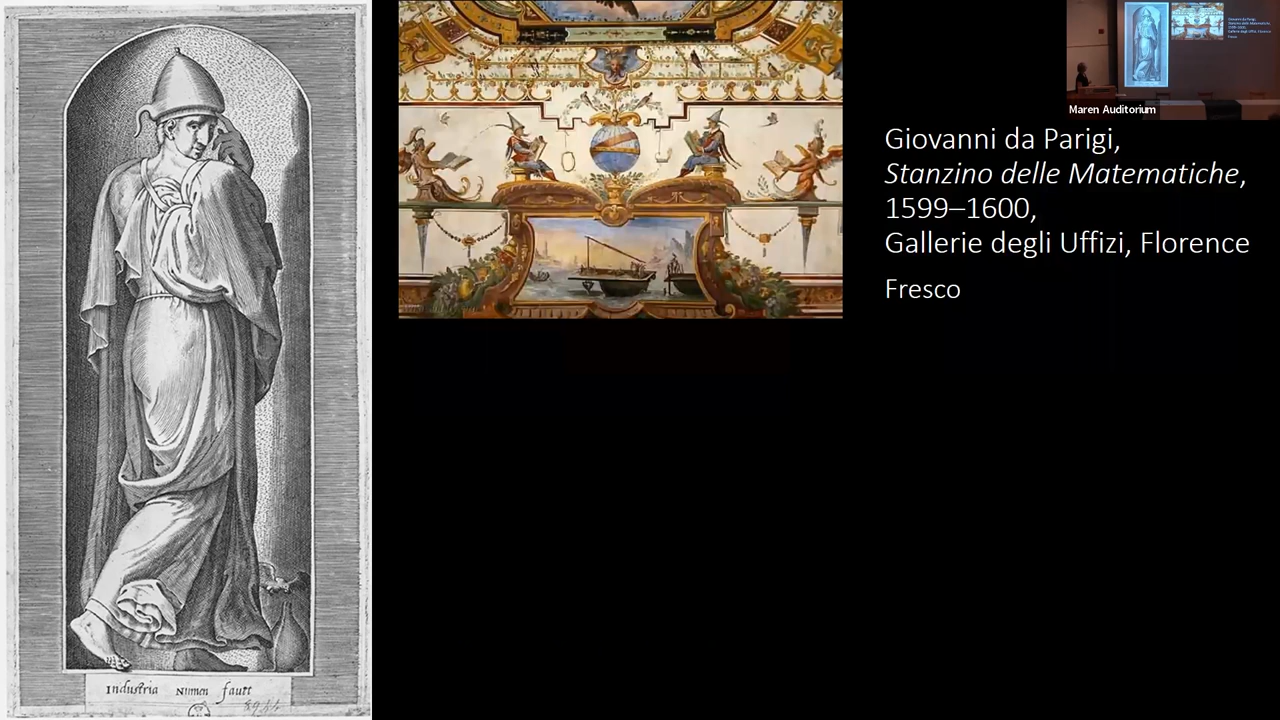 Industria Numen fauet
Maren Auditorium
Giovanni da Parigi,
Stanzino delle Matematiche,
1599–1600,
Gallerie degli Uffizi, Florence
Fresco